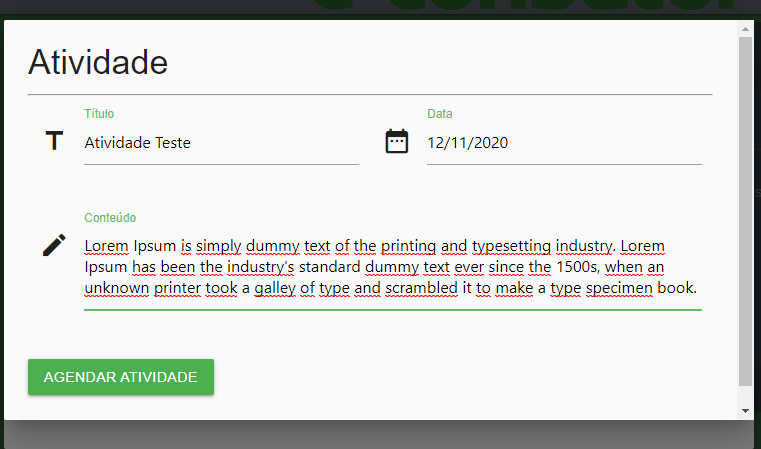 Atividade
Título
Data
Atividade Teste
12/11/2020
Conteúdo
Lorem Ipsum is simply dummy text of the printing and typesetting industry. Lorem
Ipsum has been the industry's standard dummy text ever since the 1500s, when an
unknown printer took a galley of type and scrambled it to make a type specimen book.
AGENDAR ATIVIDADE